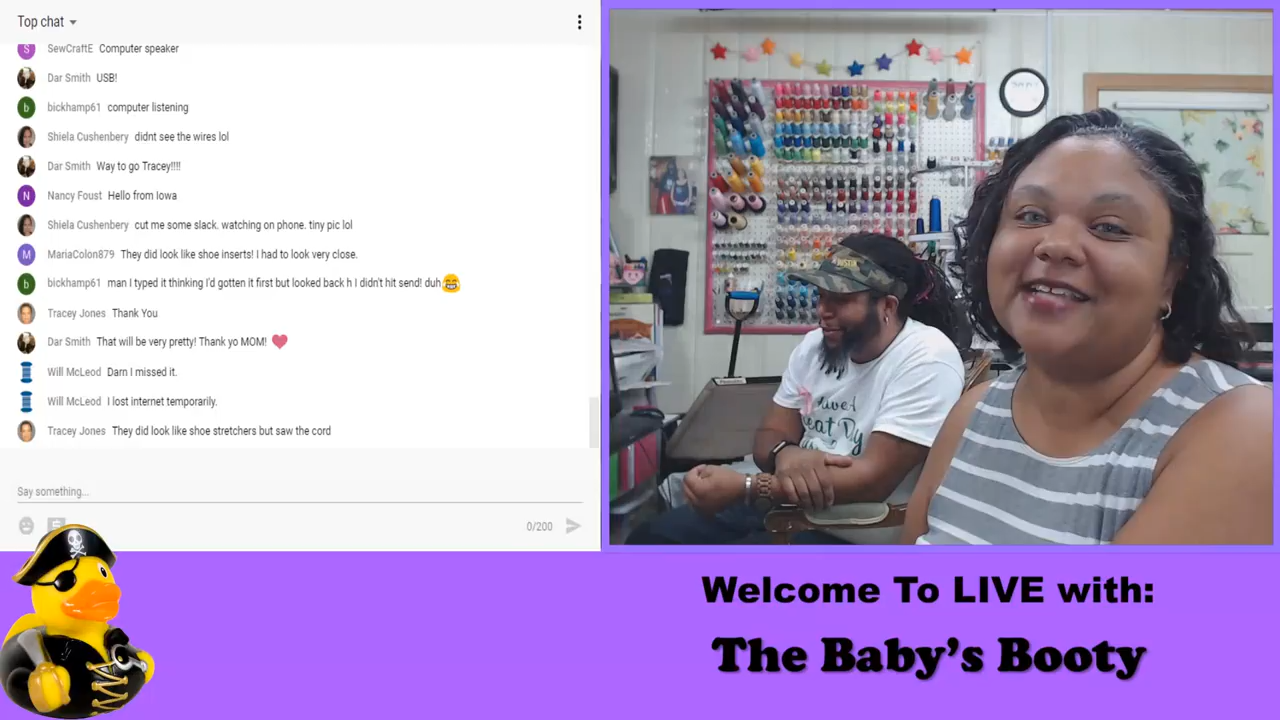 Top chat
SewCraftE Computer speaker
Dar Smith USB!
bickhamp61 computer listening
Shiela Cushenbery didnt see the wires lol
Dar Smith Way to go Tracey!!!!
Nancy Foust Hello from Iowa
Shiela Cushenbery cut me some slack. watching on phone. tiny pic lol
MariaColon879 They did look like shoe inserts! I had to look very close.
bickhamp61 man I typed it thinking I'd gotten it first but looked back h I didn't hit send! duh😂
Tracey Jones Thank You
Dar Smith That will be very pretty! Thank yo MOM! ❤
Will McLeod Darn I missed it.
Will McLeod I lost internet temporarily.
Tracey Jones They did look like shoe stretchers but saw the cord
Say something...
0/200
S
b
N
M
b
JUSTIN
Welcome To LIVE with:
The Baby's Booty